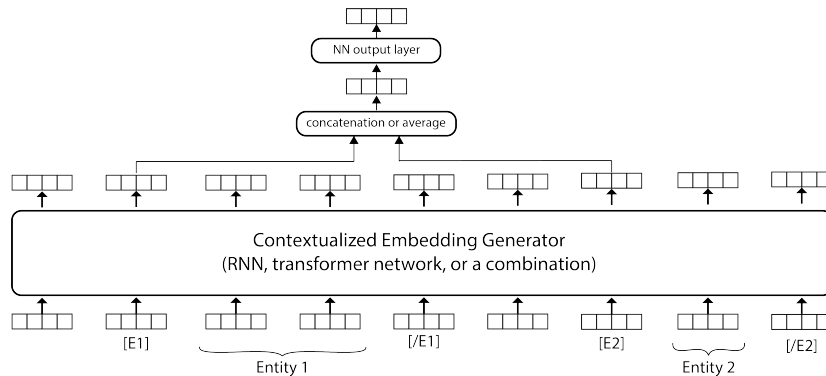 NN output layer
concatenation or average
Contextualized Embedding Generator
(RNN, transformer network, or a combination)
[E1] [/E1] [E2] [/E2]
Entity 1 Entity 2